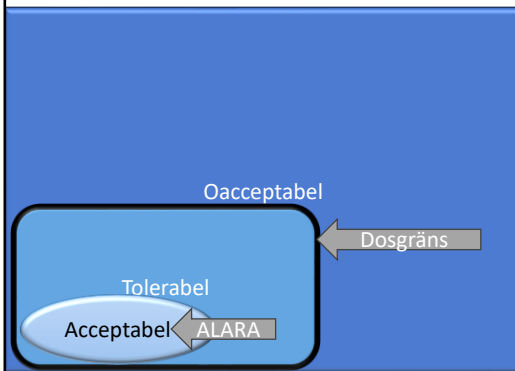 Oacceptabel
Dosgräns
Tolerabel
Acceptabel
ALARA